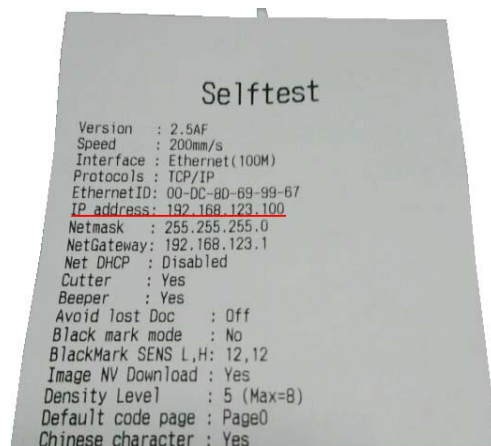 Selftest
Version : 2.5AF
Speed : 200mm/s
Interface : Ethernet(100M)
Protocols : TCP/IP
EthernetID: 00-DC-8D-69-99-67
IP address: 192.168.123.100
Netmask : 255.255.255.0
NetGateway: 192.168.123.1
Net DHCP : Disabled
Cutter : Yes
Beeper : Yes
Avoid lost Doc : Off
Black mark mode : No
BlackMark SENS L,H: 12,12
Image NV Download : Yes
Density Level : 5 (Max=8)
Default code page : Page0
Chinese character : Yes